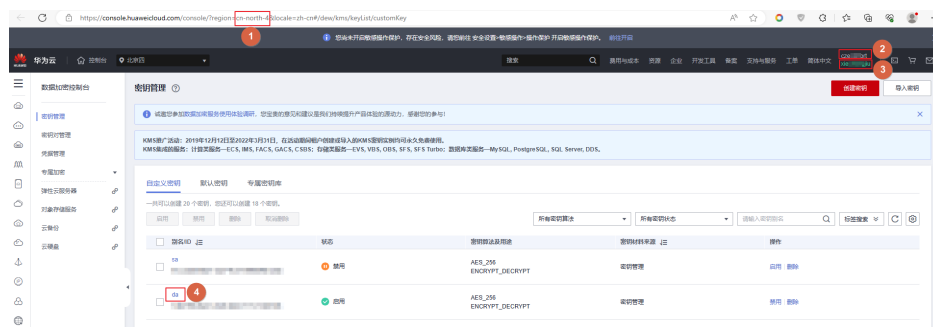 https://console.huaweicloud.com/console/?region=cn-north-4&locale=zh-cn#/dew/kms/keyList/customKey
1
您尚未开启敏感操作保护，存在安全风险，请您前往 安全设置-敏感操作>操作保护 开启敏感操作保护。 前往开启
2
华为云 控制台 北京四 搜索 费用与成本 资源 企业 开发工具 备案 支持与服务 工单 简体中文
3
数据加密控制台
密钥管理
创建密钥 导入密钥
密钥管理
密钥对管理
凭据管理
专属加密
弹性云服务器
对象存储服务
云备份
云硬盘
诚邀您参加数据加密服务使用体验调研，您宝贵的意见和建议是我们持续提升产品体验的原动力，感谢您的参与！
KMS推广活动：2019年12月12日至2022年3月31日，在活动期间租户创建或导入的KMS密钥实例均可永久免费使用。
KMS集成的服务：计算类服务—ECS, IMS, FACS, GACS, CSBS；存储类服务—EVS, VBS, OBS, SFS, SFS Turbo；数据库类服务—MySQL, PostgreSQL, SQL Server, DDS。
自定义密钥 默认密钥 专属密钥库
一共可以创建 20 个密钥，您还可以创建 18 个密钥。
启用 禁用 删除 取消删除 所有密钥算法 所有密钥状态 请输入密钥别名 标签搜索
别名/ID 状态 密钥算法及用途 密钥材料来源 操作
sa
禁用 AES_256 密钥管理 启用 删除
ENCRYPT_DECRYPT
da 4
启用 AES_256 密钥管理 禁用 删除
ENCRYPT_DECRYPT